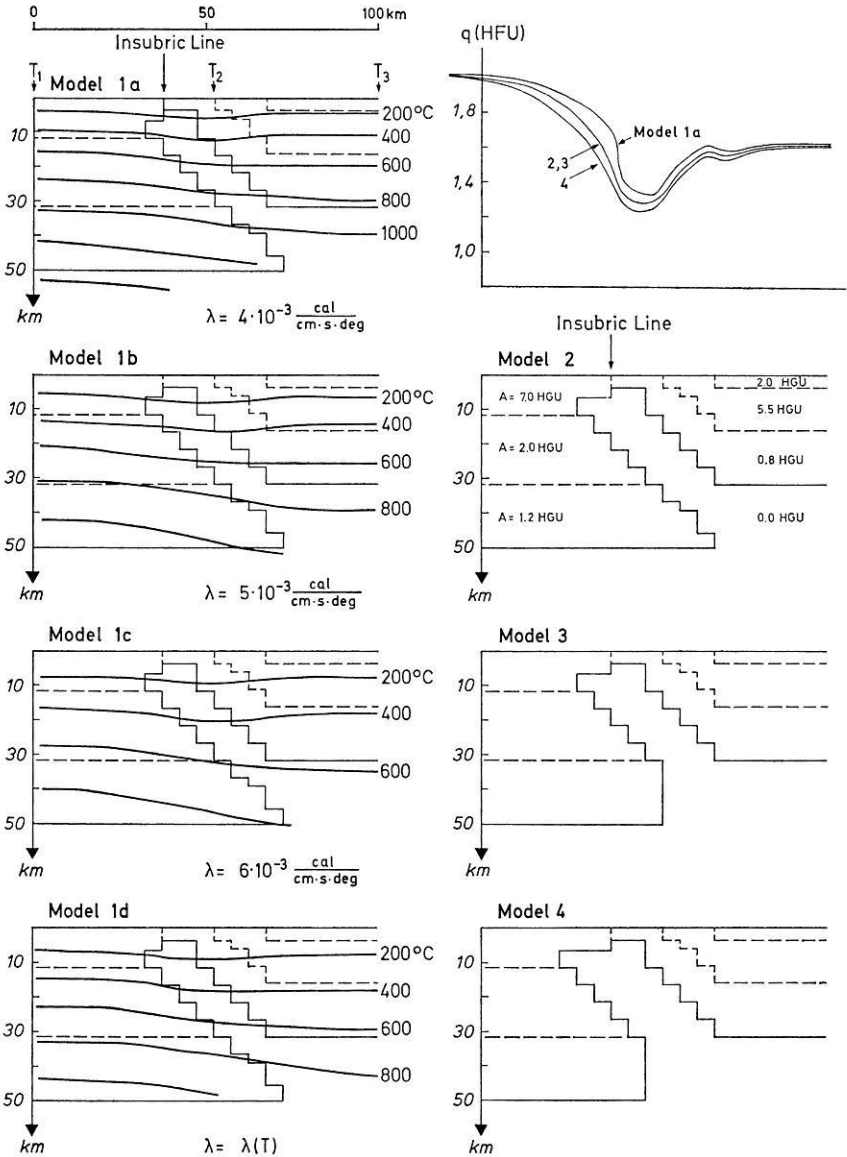 0 50 100 km
Insubric Line
T1 T2 T3
Model 1a
200°C
10
400
600
30
800
1000
50
km
λ = 4·10⁻³ cal
cm·s·deg
q (HFU)
1,8
Model 1a
2,3
1,4
4
1,0
Model 1b
200°C
10
400
600
30
800
50
km
λ = 5·10⁻³ cal
cm·s·deg
Insubric Line
Model 2
2.0 HGU
A = 7.0 HGU
10
5.5 HGU
A = 2.0 HGU
0.8 HGU
30
A = 1.2 HGU
0.0 HGU
50
km
Model 1c
200°C
10
400
30
600
50
km
λ = 6·10⁻³ cal
cm·s·deg
Model 3
10
30
50
km
Model 1d
200°C
10
400
600
30
800
50
km
λ = λ(T)
Model 4
10
30
50
km